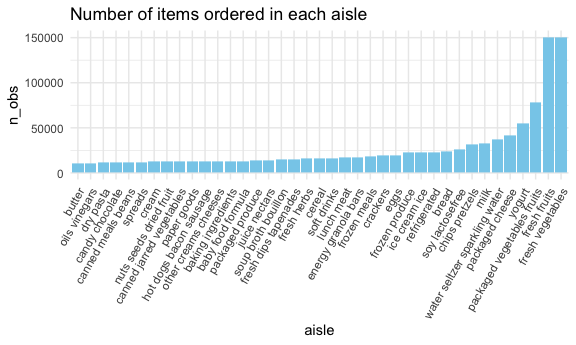 Number of items ordered in each aisle
n_obs
150000
100000
50000
0
butter
oils vinegars
dry pasta
candy chocolate
canned meals beans
spreads
cream
nuts seeds dried fruit
canned jarred vegetables
paper goods
hot dogs bacon sausage
other creams cheeses
baking ingredients
baby food formula
packaged produce
juice nectars
soup broth bouillon
fresh dips tapenades
fresh herbs
cereal
soft drinks
lunch meat
energy granola bars
frozen meals
crackers
eggs
frozen produce
ice cream ice
refrigerated
bread
soy lactosefree
chips pretzels
milk
water seltzer sparkling water
packaged cheese
yogurt
packaged vegetables fruits
fresh fruits
fresh vegetables
aisle